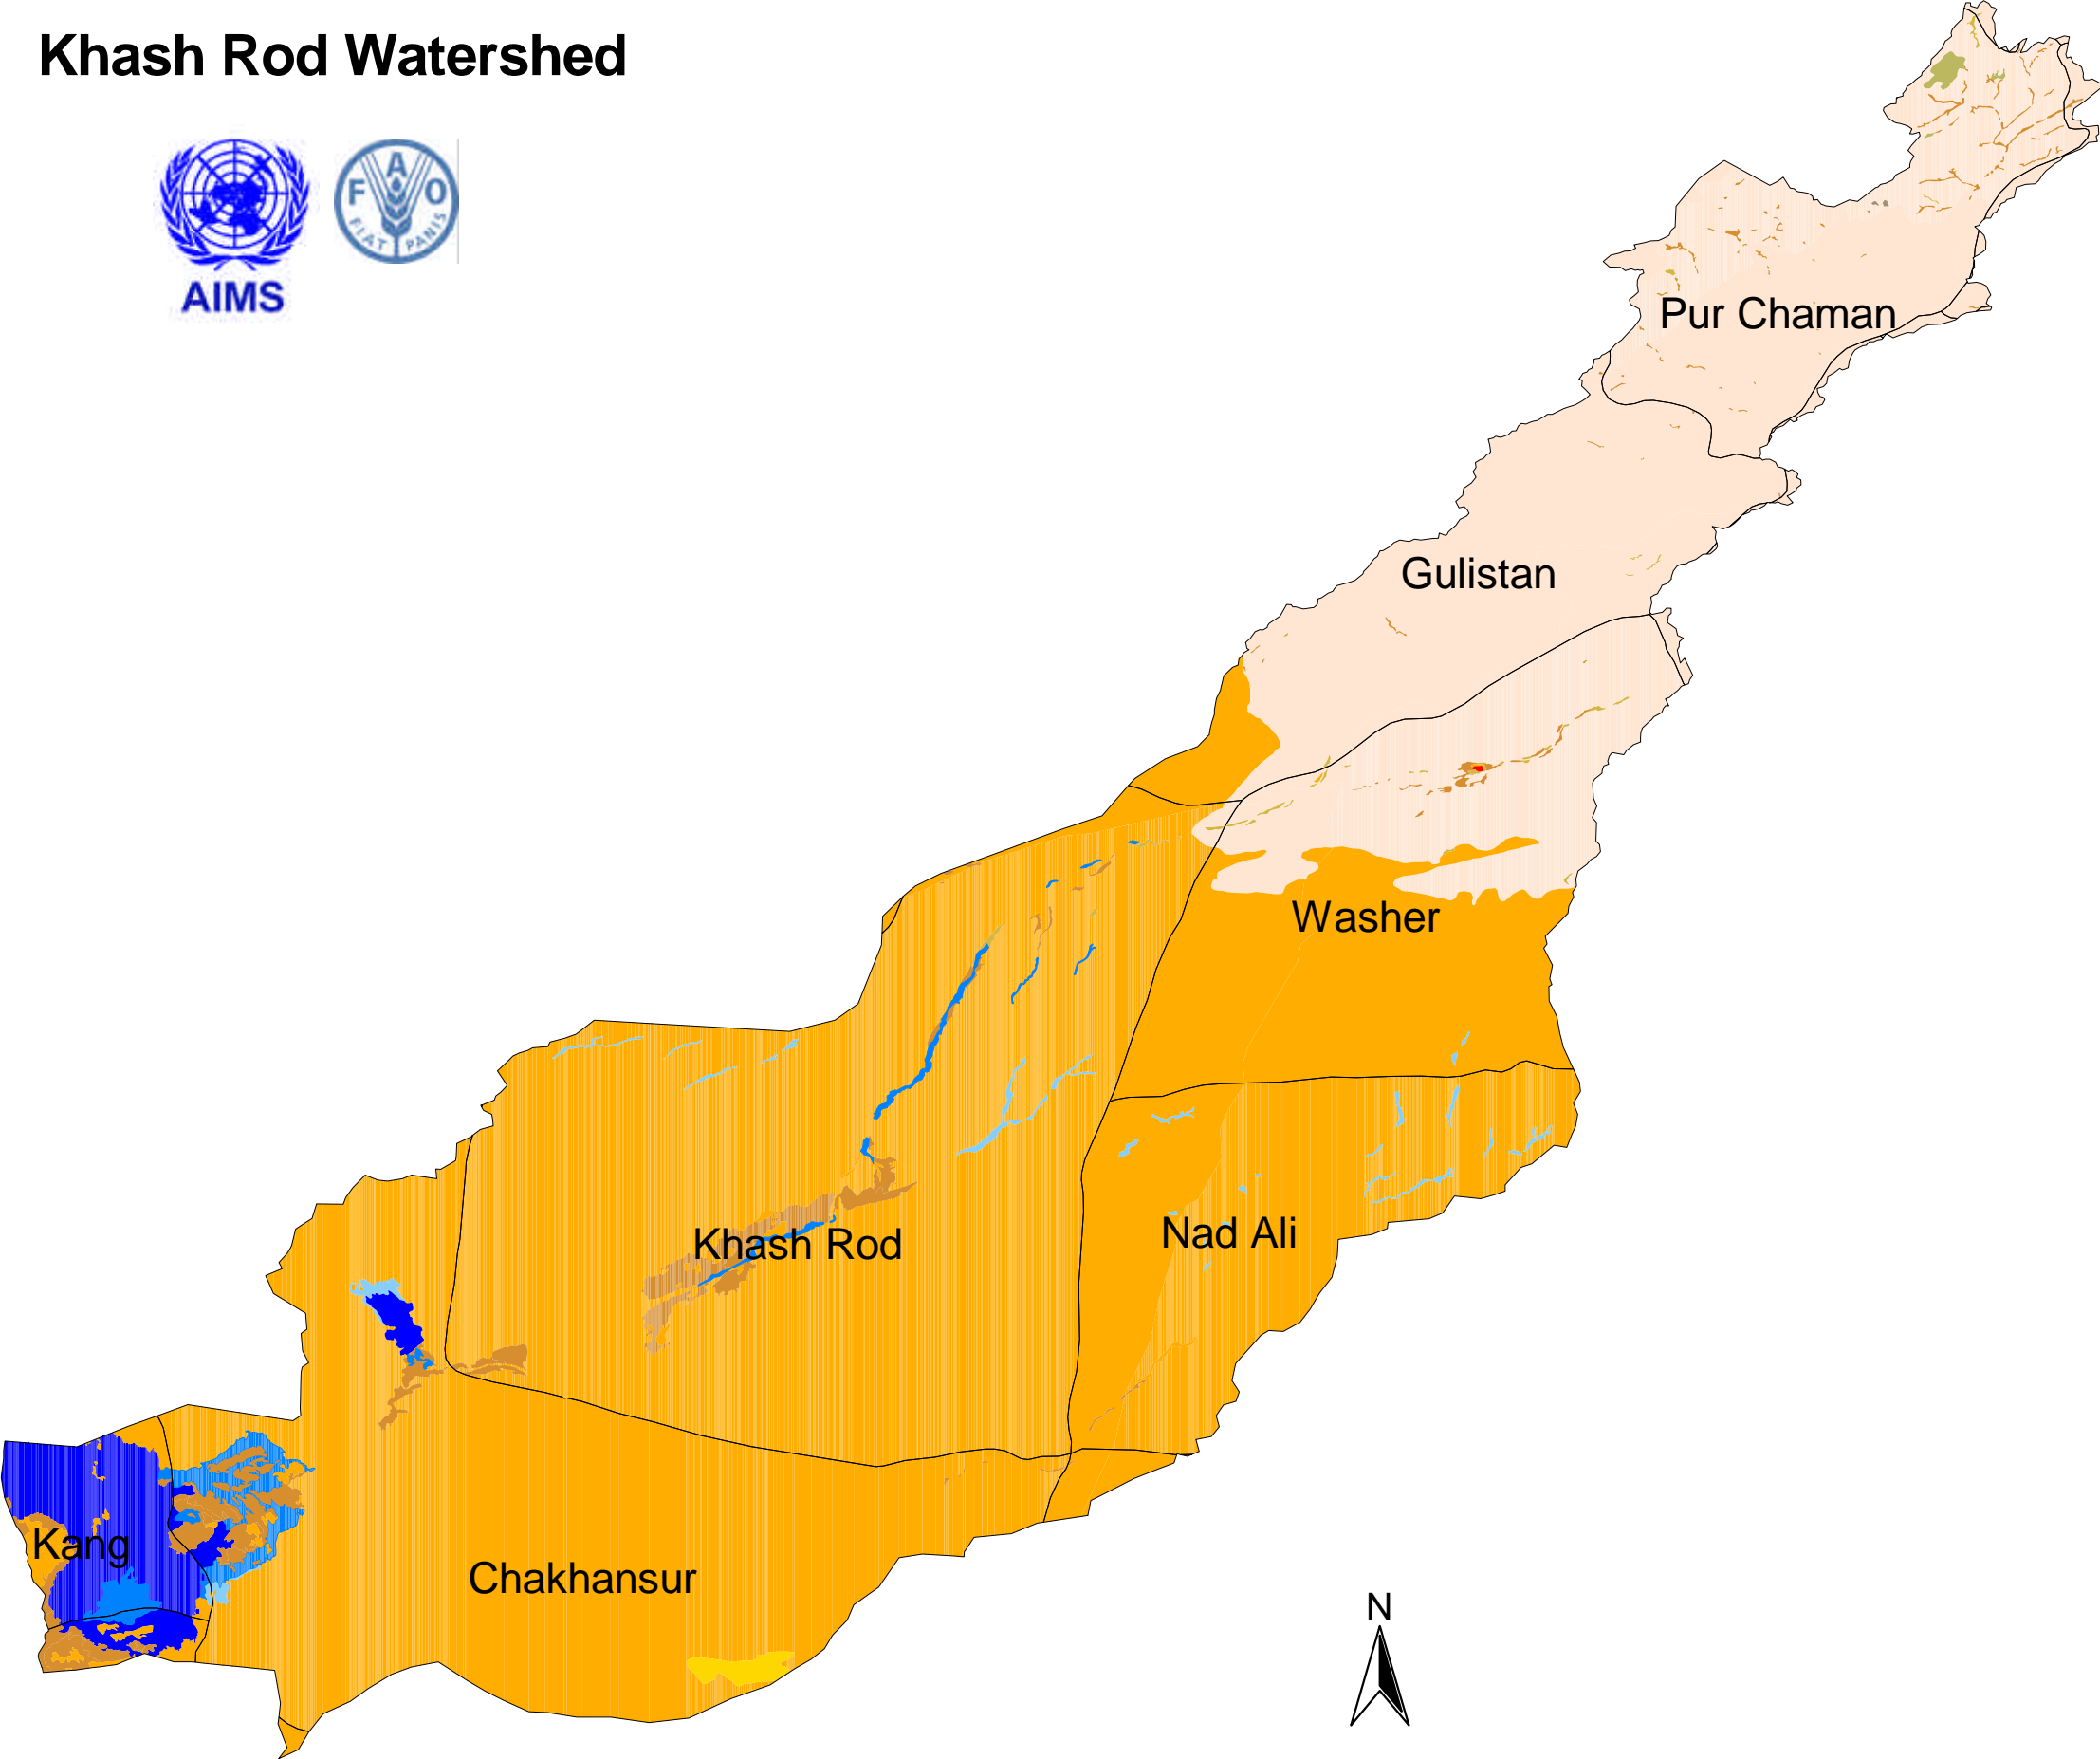 Khash Rod Watershed
F A O
FIAT PANIS
AIMS
Pur Chaman
Gulistan
Washer
Nad Ali
Khash Rod
Kang
Chakhansur
N